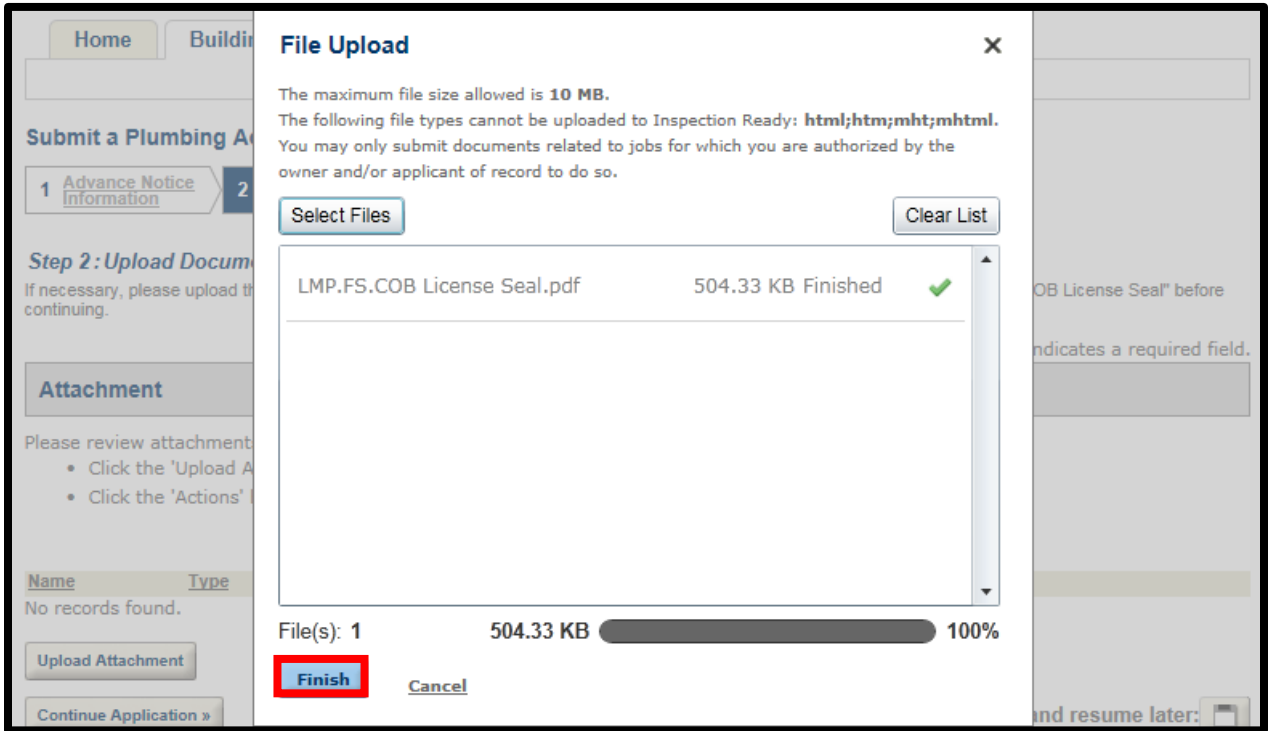 Home
Buildin
File Upload
The maximum file size allowed is 10 MB.
The following file types cannot be uploaded to Inspection Ready: html;htm;mht;mhtml.
You may only submit documents related to jobs for which you are authorized by the
owner and/or applicant of record to do so.
Submit a Plumbing A
1 Advance Notice
Information
2
Select Files
Clear List
Step 2:Upload Docum
If necessary, please upload th
OB License Seal" before
continuing.
LMP.FS.COB License Seal.pdf 504.33 KB Finished
ndicates a required field.
Attachment
Please review attachment
• Click the 'Upload A
• Click the 'Actions'
Name Type
No records found.
File(s): 1 504.33 KB 100%
Upload Attachment
Finish
Cancel
Continue Application »
and resume later: